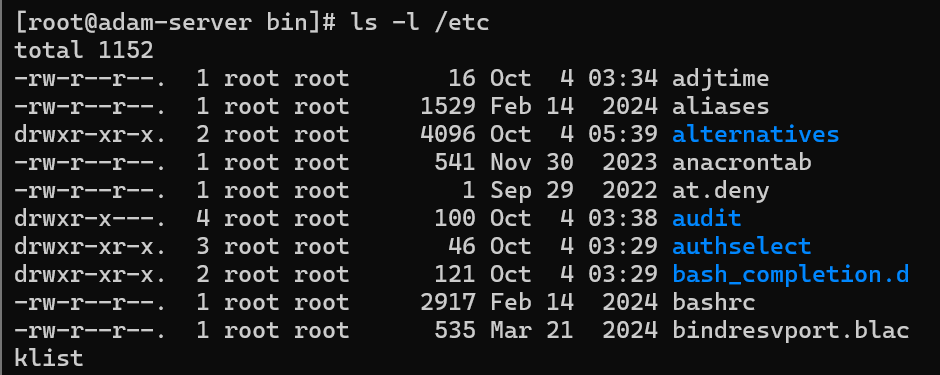 [root@adam-server bin]# ls -l /etc
total 1152
-rw-r--r--.  1 root root       16 Oct  4 03:34 adjtime
-rw-r--r--.  1 root root     1529 Feb 14  2024 aliases
drwxr-xr-x.  2 root root     4096 Oct  4 05:39 alternatives
-rw-r--r--.  1 root root      541 Nov 30  2023 anacrontab
-rw-r--r--.  1 root root        1 Sep 29  2022 at.deny
drwxr-x---.  4 root root      100 Oct  4 03:38 audit
drwxr-xr-x.  3 root root       46 Oct  4 03:29 authselect
drwxr-xr-x.  2 root root      121 Oct  4 03:29 bash_completion.d
-rw-r--r--.  1 root root     2917 Feb 14  2024 bashrc
-rw-r--r--.  1 root root      535 Mar 21  2024 bindresvport.blac
klist